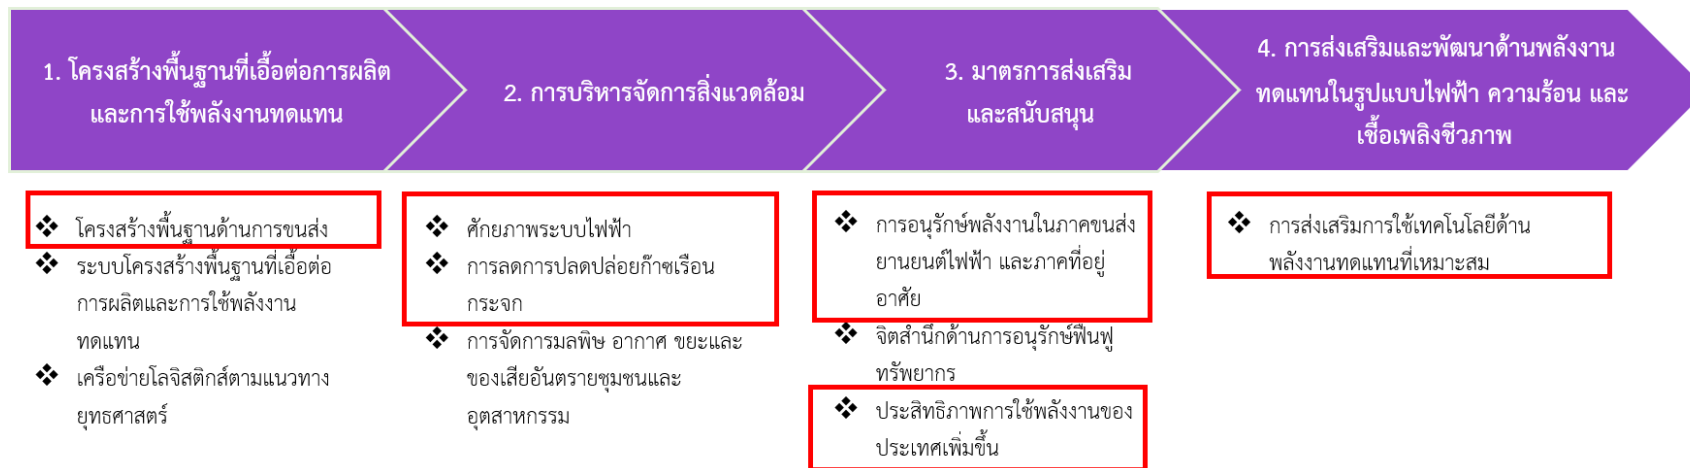 1. โครงสร้างพื้นฐานที่เอื้อต่อการผลิต
และการใช้พลังงานทดแทน
2. การบริหารจัดการสิ่งแวดล้อม
3. มาตรการส่งเสริม
และสนับสนุน
4. การส่งเสริมและพัฒนาด้านพลังงาน
ทดแทนในรูปแบบไฟฟ้า ความร้อน และ
เชื้อเพลิงชีวภาพ
❖ โครงสร้างพื้นฐานด้านการขนส่ง
❖ ระบบโครงสร้างพื้นฐานที่เอื้อต่อ
การผลิตและการใช้พลังงาน
ทดแทน
❖ เครือข่ายโลจิสติกส์ตามแนวทาง
ยุทธศาสตร์
❖ ศักยภาพระบบไฟฟ้า
❖ การลดการปลดปล่อยก๊าซเรือน
กระจก
❖ การจัดการมลพิษ อากาศ ขยะและ
ของเสียอันตรายชุมชนและ
อุตสาหกรรม
❖ การอนุรักษ์พลังงานในภาคขนส่ง
ยานยนต์ไฟฟ้า และภาคที่อยู่
อาศัย
❖ จิตสำนึกด้านการอนุรักษ์ฟื้นฟู
ทรัพยากร
❖ ประสิทธิภาพการใช้พลังงานของ
ประเทศเพิ่มขึ้น
❖ การส่งเสริมการใช้เทคโนโลยีด้าน
พลังงานทดแทนที่เหมาะสม